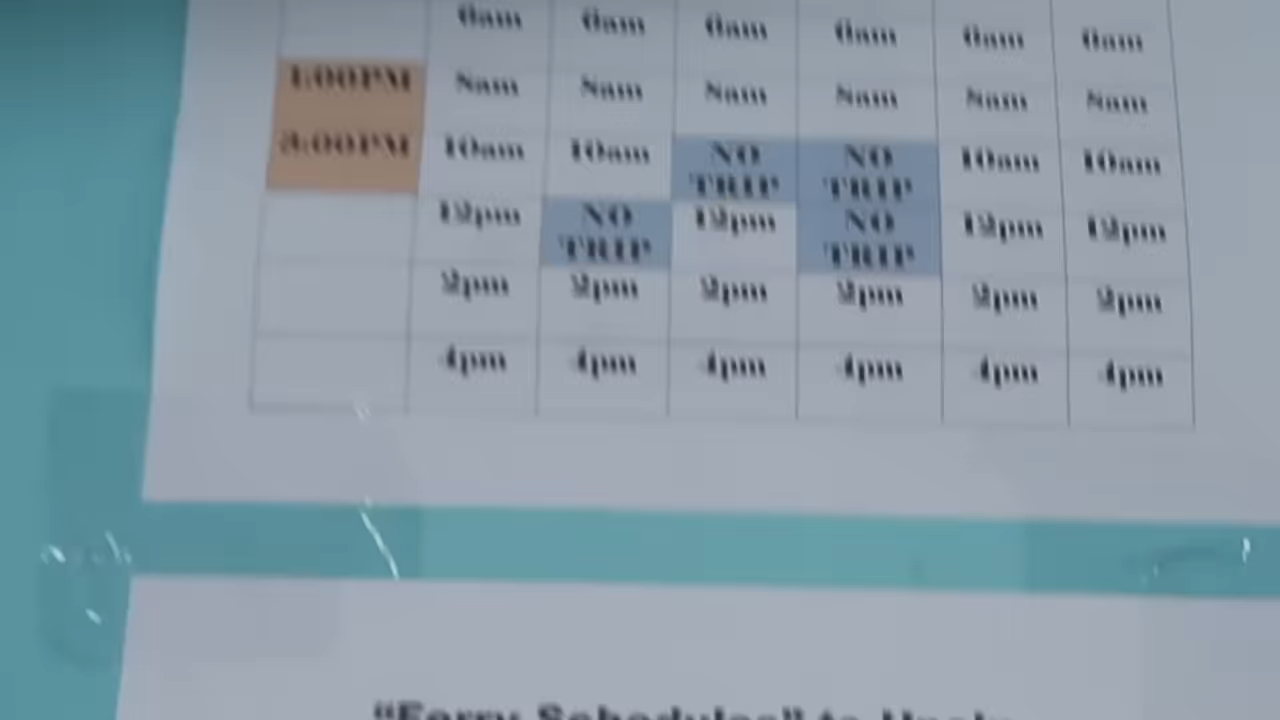 6am 6am 6am 6am 6am 6am
1:00PM 8am 8am 8am 8am 8am 8am
3:00PM 10am 10am NO TRIP NO TRIP 10am 10am
12pm NO TRIP 12pm NO TRIP 12pm 12pm
2pm 2pm 2pm 2pm 2pm 2pm
4pm 4pm 4pm 4pm 4pm 4pm
“Ferry Schedules” to